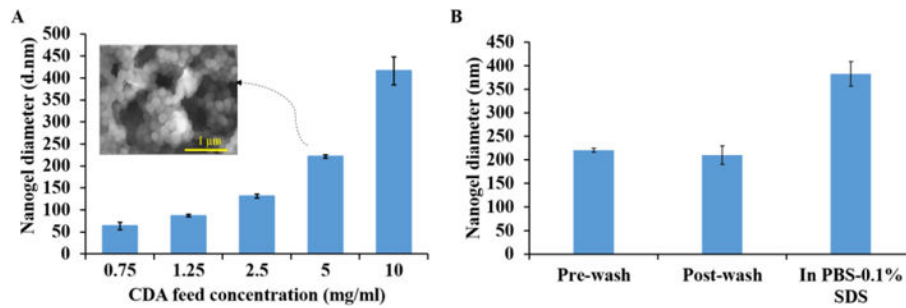 A
B
Nanogel diameter (d.nm)
500
450
400
350
300
250
200
150
100
50
0
1 μm
0.75 1.25 2.5 5 10
CDA feed concentration (mg/ml)
Nanogel diameter (nm)
450
400
350
300
250
200
150
100
50
0
Pre-wash Post-wash In PBS-0.1%
SDS